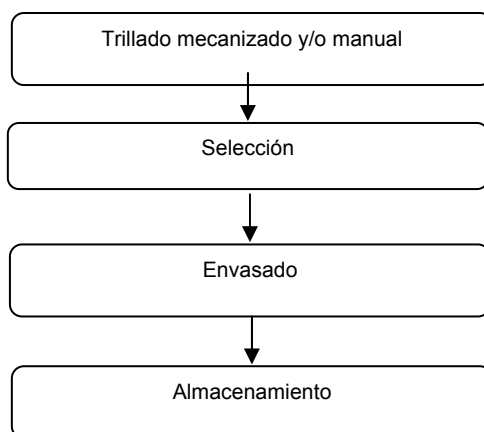 Trillado mecanizado y/o manual
Selección
Envasado
Almacenamiento